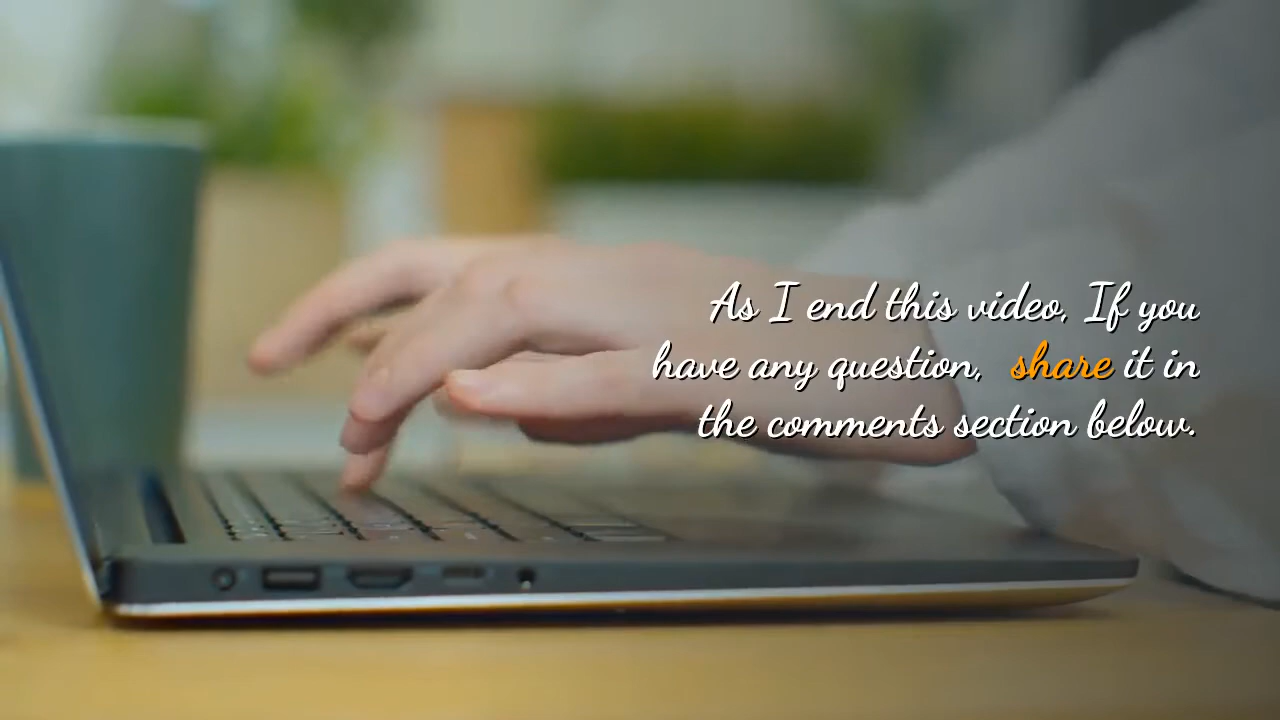 As I end this video, If you
have any question, share it in
the comments section below.